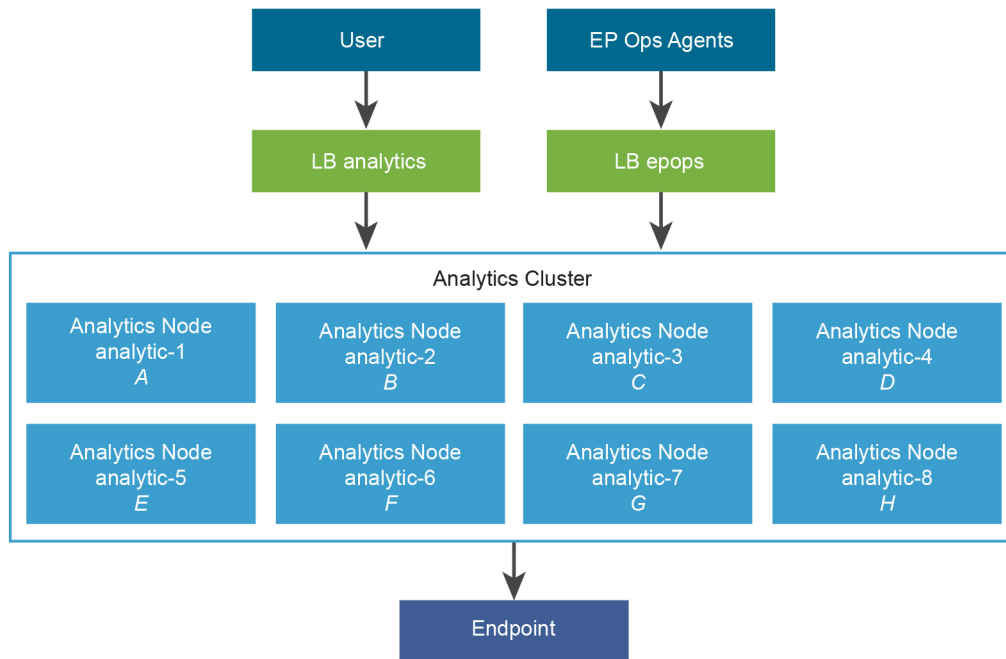 User
EP Ops Agents
LB analytics
LB epops
Analytics Cluster
Analytics Node
analytic-1
A
Analytics Node
analytic-2
B
Analytics Node
analytic-3
C
Analytics Node
analytic-4
D
Analytics Node
analytic-5
E
Analytics Node
analytic-6
F
Analytics Node
analytic-7
G
Analytics Node
analytic-8
H
Endpoint